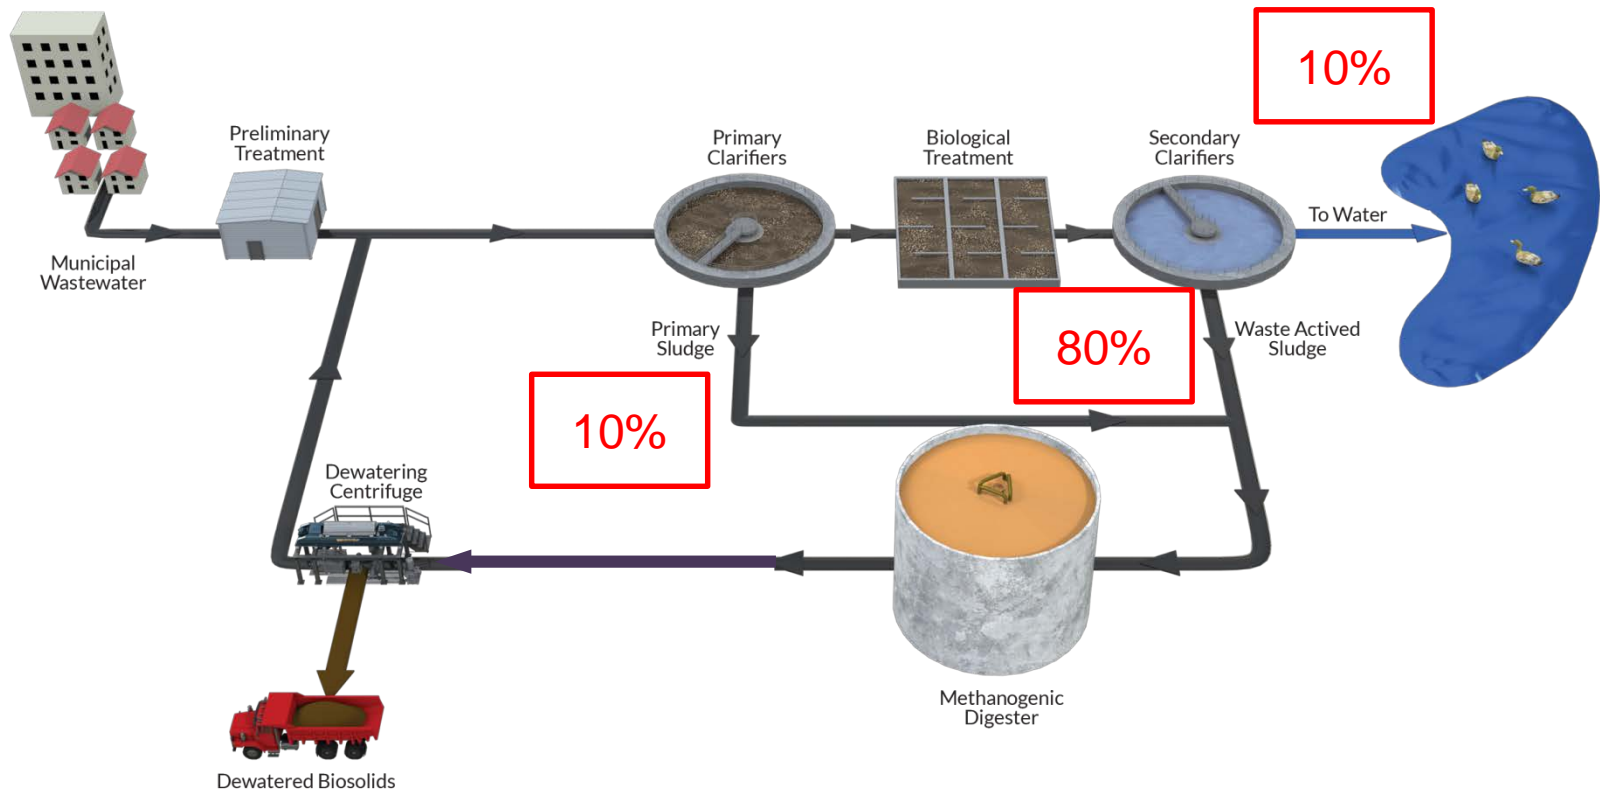 10%
Preliminary
Treatment
Primary
Clarifiers
Biological
Treatment
Secondary
Clarifiers
To Water
Municipal
Wastewater
Primary
Sludge
80%
Waste Actived
Sludge
10%
Dewatering
Centrifuge
Methanogenic
Digester
Dewatered Biosolids